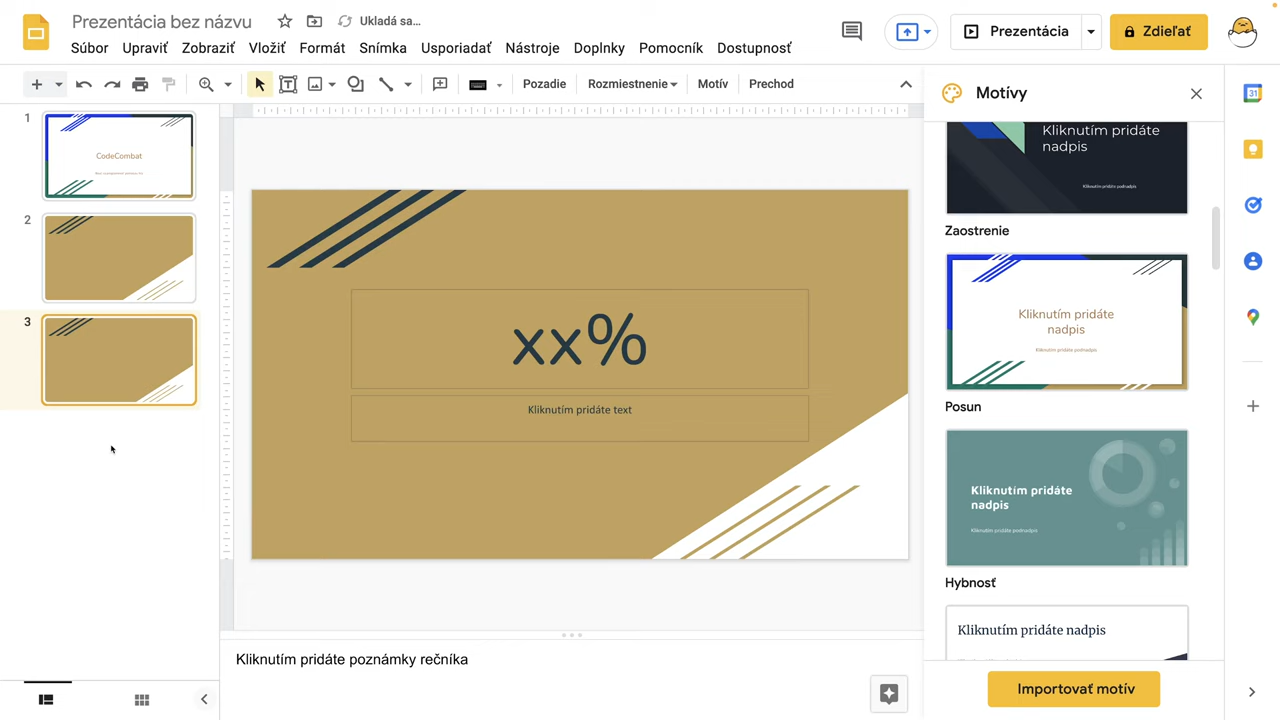 Prezentácia bez názvu
Ukladá sa…
Súbor Upraviť Zobraziť Vložiť Formát Snímka Usporiadať Nástroje Doplnky Pomocník Dostupnosť
Prezentácia
Zdieľať
Pozadie Rozmiestnenie Motív Prechod
1
CodeCombat
2
3
xx%
Kliknutím pridáte text
Kliknutím pridáte poznámky rečníka
Motívy
Kliknutím pridáte
nadpis
Kliknutím pridáte podnadpis
Zaostrenie
Kliknutím pridáte
nadpis
Kliknutím pridáte podnadpis
Posun
Kliknutím pridáte
nadpis
Kliknutím pridáte podnadpis
Hybnosť
Kliknutím pridáte nadpis
Importovať motív
31